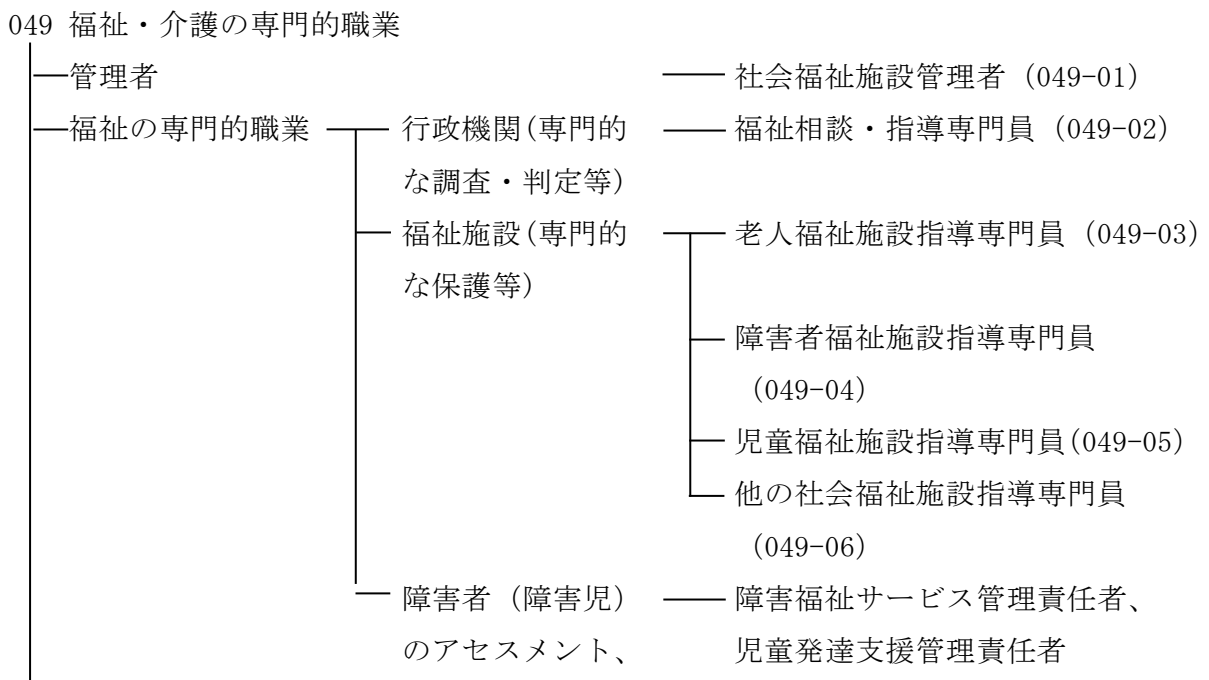 049 福祉・介護の専門的職業
管理者 社会福祉施設管理者 (049-01)
福祉の専門的職業 行政機関(専門的 福祉相談・指導専門員 (049-02)
な調査・判定等)
福祉施設(専門的 老人福祉施設指導専門員 (049-03)
な保護等)
障害者福祉施設指導専門員
(049-04)
児童福祉施設指導専門員(049-05)
他の社会福祉施設指導専門員
(049-06)
障害者 (障害児) 障害福祉サービス管理責任者、
のアセスメント、 児童発達支援管理責任者